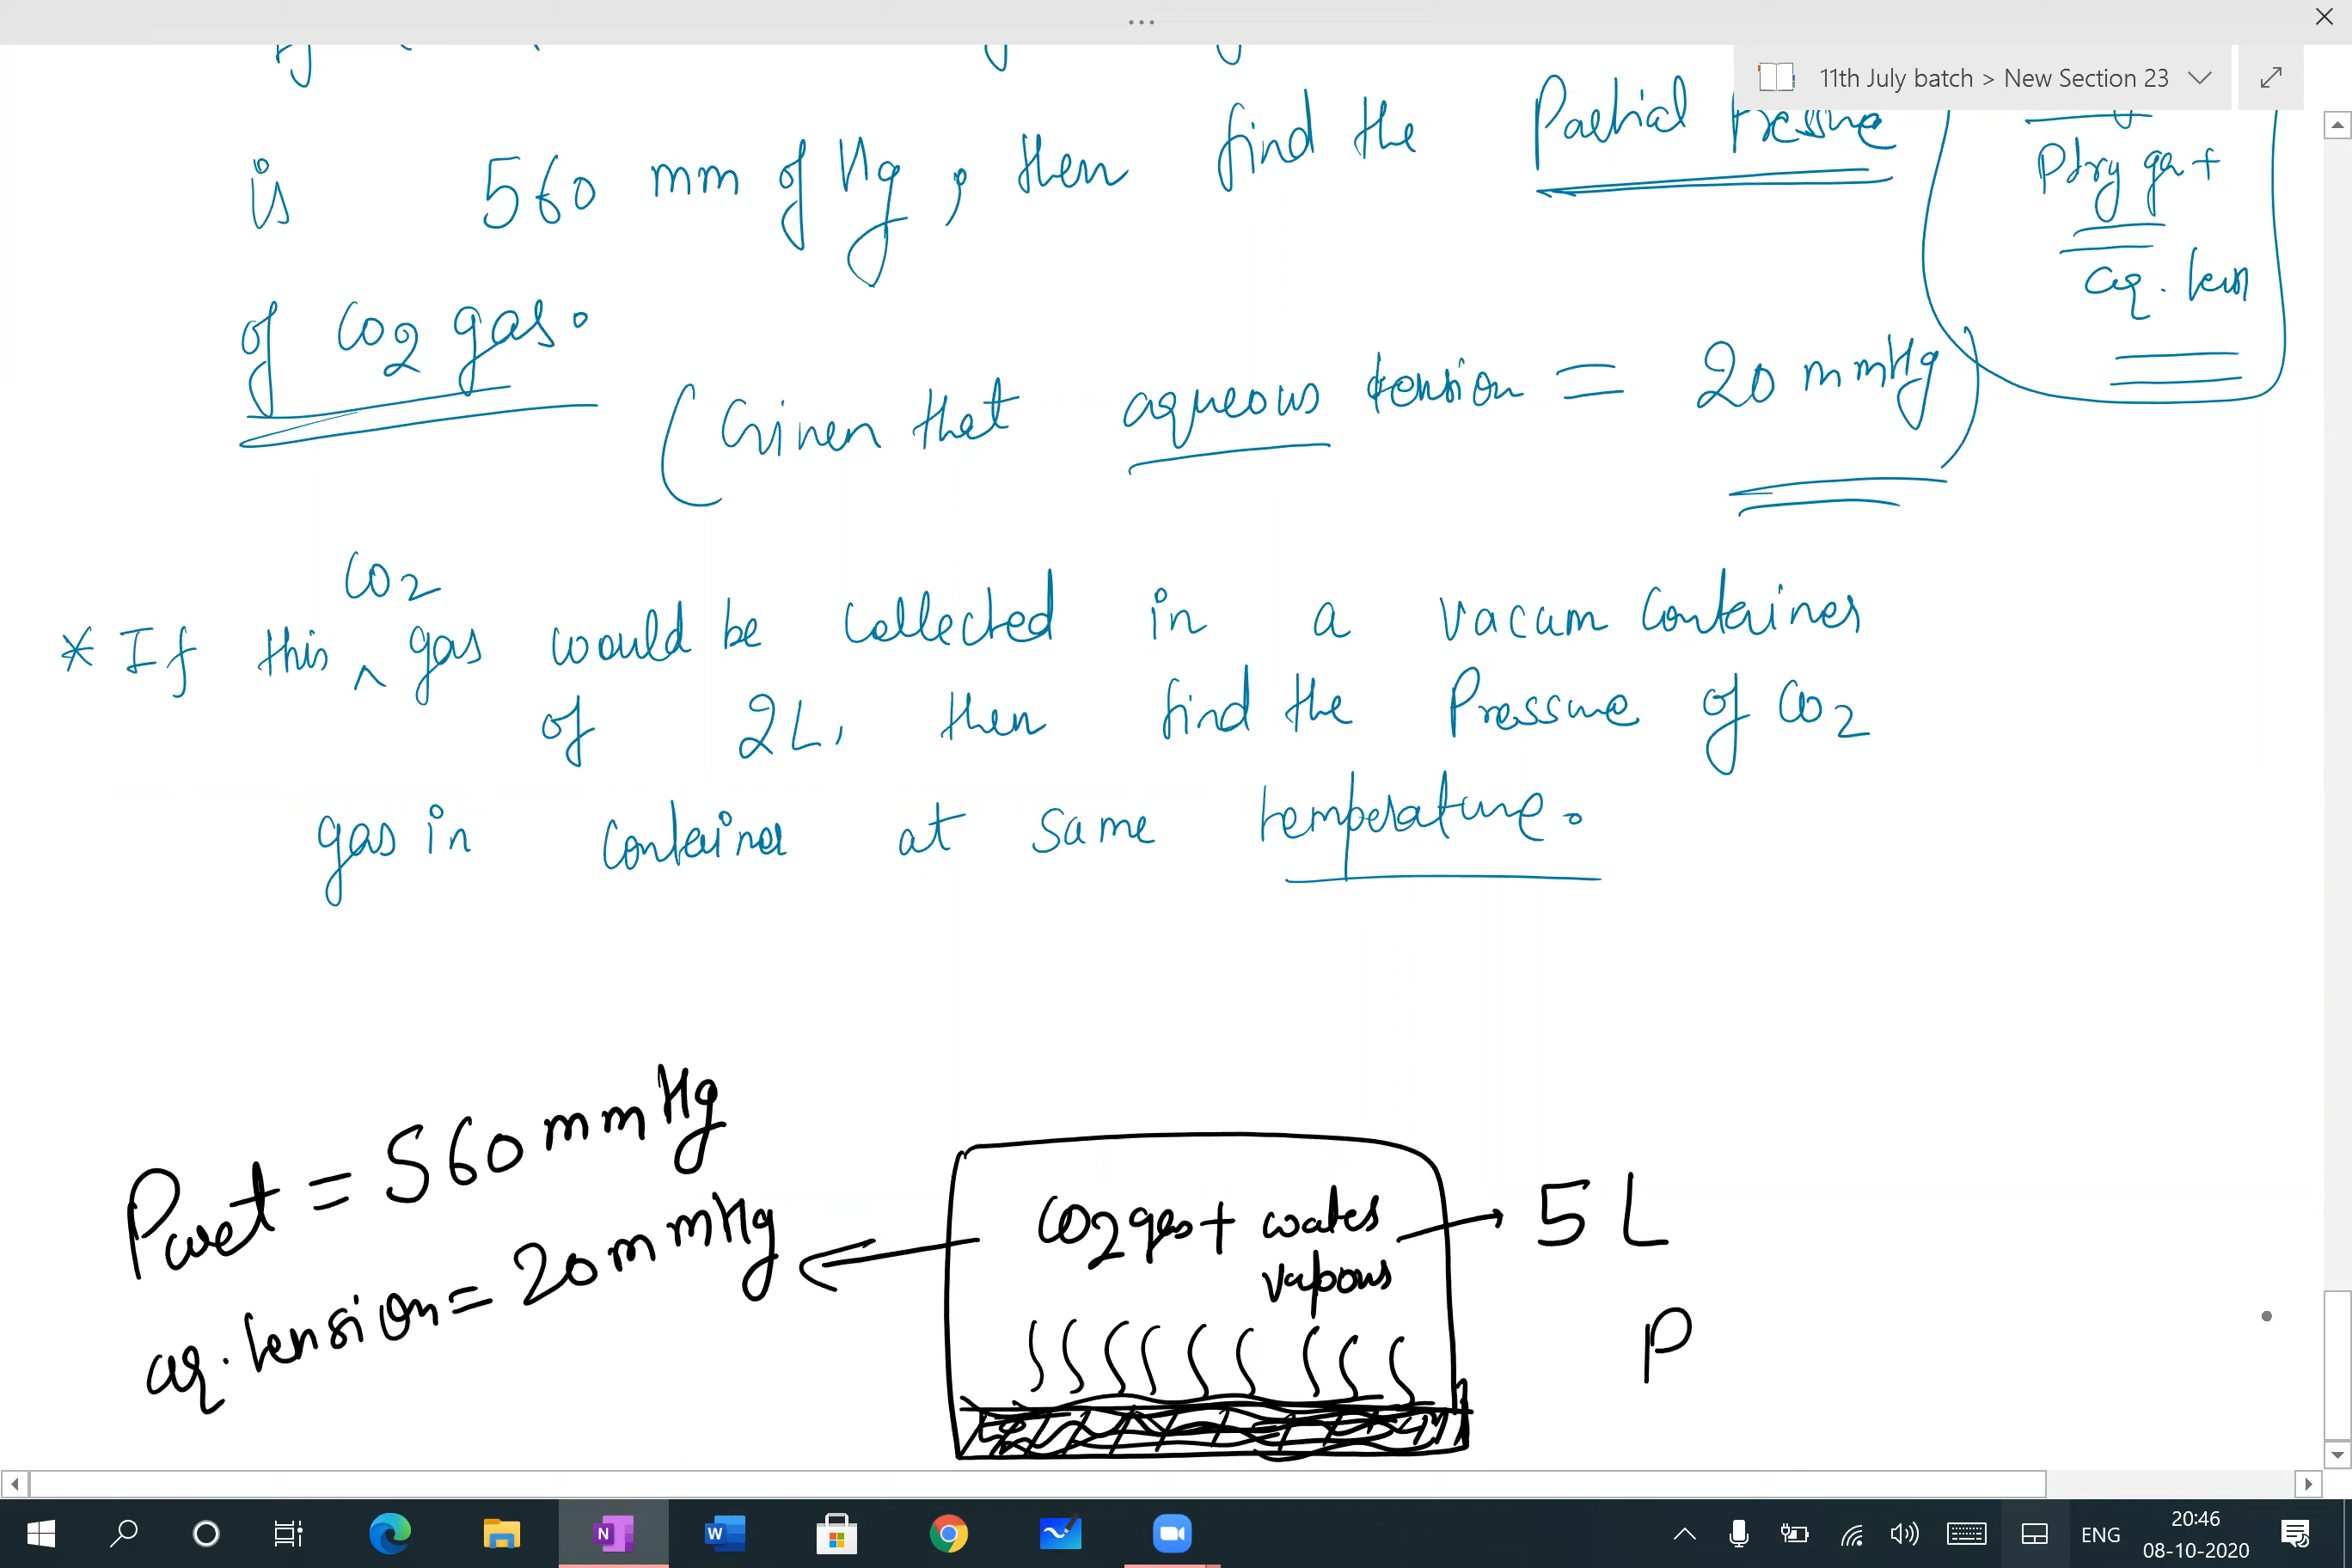 ...
11th July batch > New Section 23
is 560 mm of Hg, then find the Partial Pressure
of CO2 gas.
(Given that aqueous tension = 20 mmHg)
Pdry gas +
aq. ten
CO2
* If this ^ gas would be collected in a vacum container
of 2L, then find the Pressure of CO2
gas in container at same temperature.
Pwet = 560 mmHg
aq. tension = 20 mmHg
CO2 gas + water
vapours
5 L
P
ENG
20:46
08-10-2020